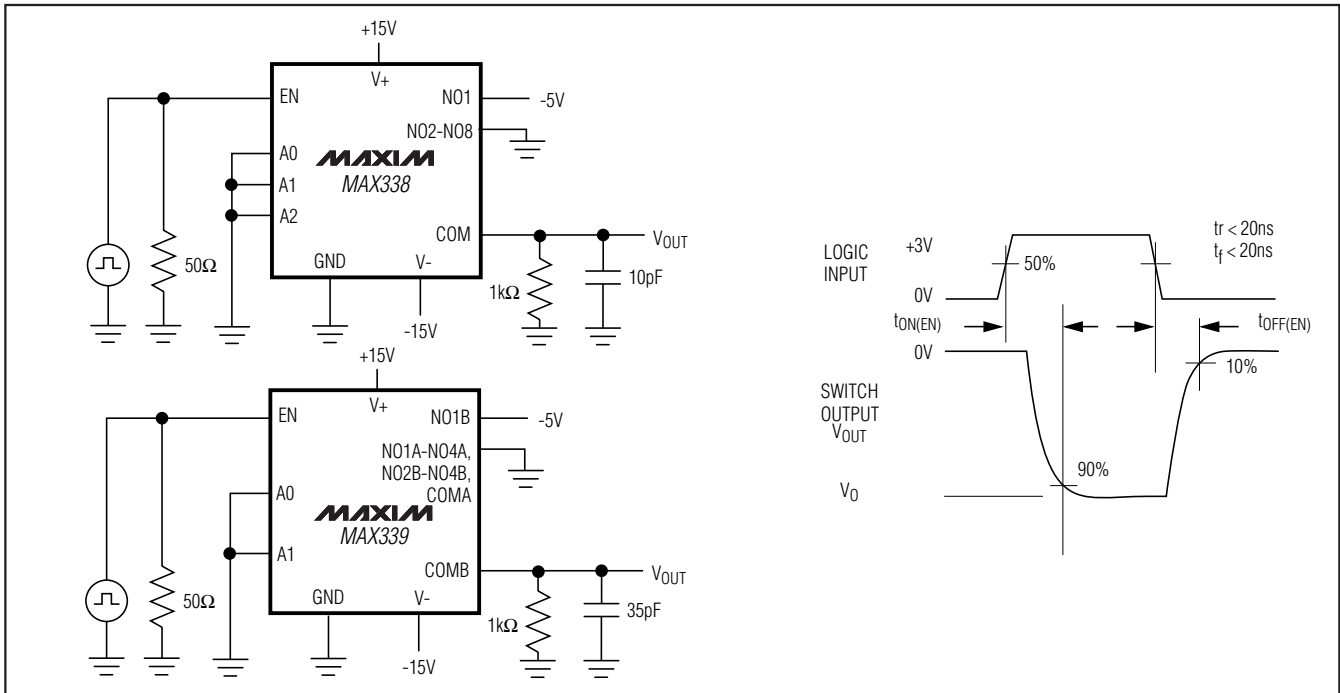 +15V
V+
EN
NO1
-5V
NO2-NO8
A0
MAXIM
MAX338
A1
A2
COM
VOUT
GND
V-
50Ω
1kΩ
10pF
-15V
+15V
V+
EN
NO1B
-5V
NO1A-NO4A,
NO2B-NO4B,
COMA
A0
MAXIM
MAX339
A1
COMB
VOUT
GND
V-
50Ω
1kΩ
35pF
-15V
LOGIC
INPUT
+3V
50%
0V
tr < 20ns
tf < 20ns
tON(EN)
tOFF(EN)
0V
10%
SWITCH
OUTPUT
VOUT
90%
VO